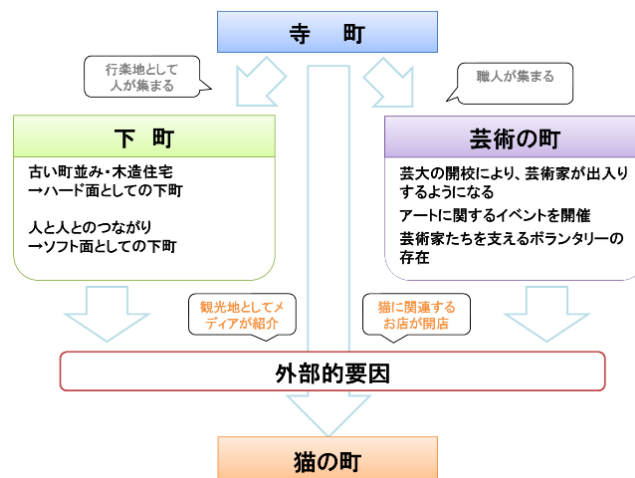 寺　町
行楽地として
人が集まる
職人が集まる
下　町
古い町並み・木造住宅
→ハード面としての下町
人と人とのつながり
→ソフト面としての下町
芸術の町
芸大の開校により、芸術家が出入り
するようになる
アートに関するイベントを開催
芸術家たちを支えるボランタリーの
存在
観光地としてメ
ディアが紹介
猫に関連する
お店が開店
外部的要因
猫の町